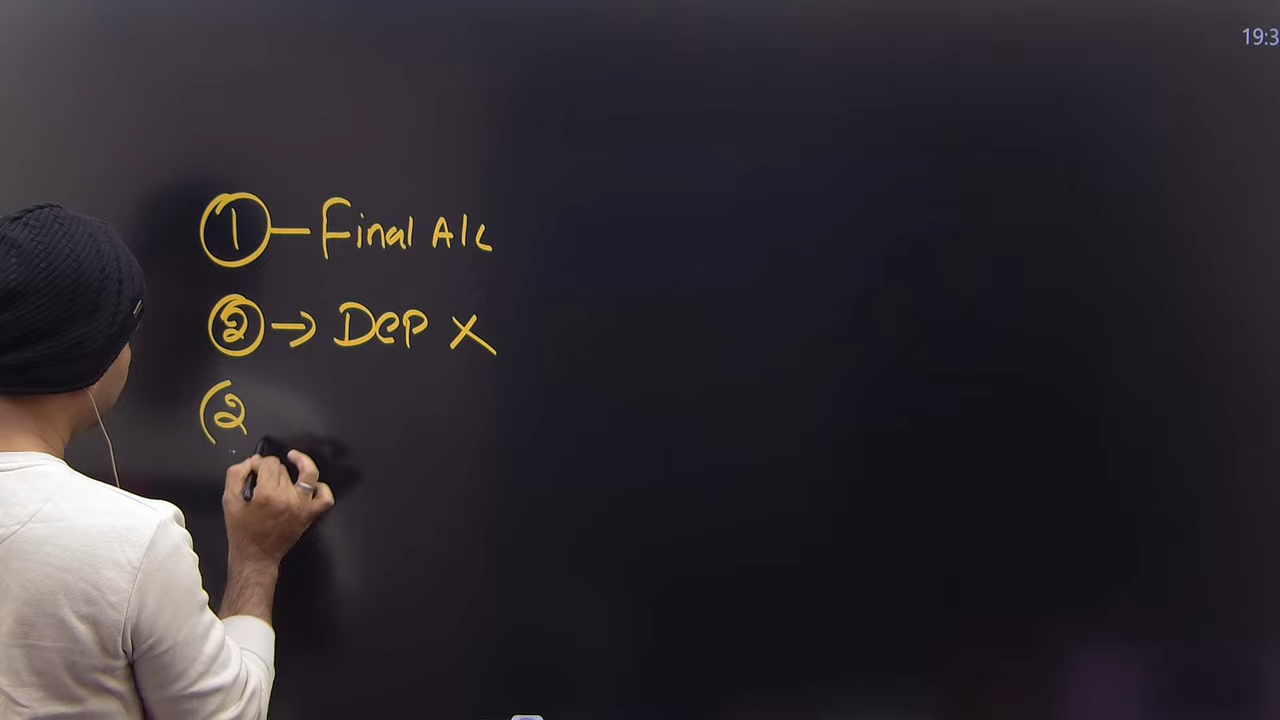 19:3
① — Final A/c
② → Dep X
(2